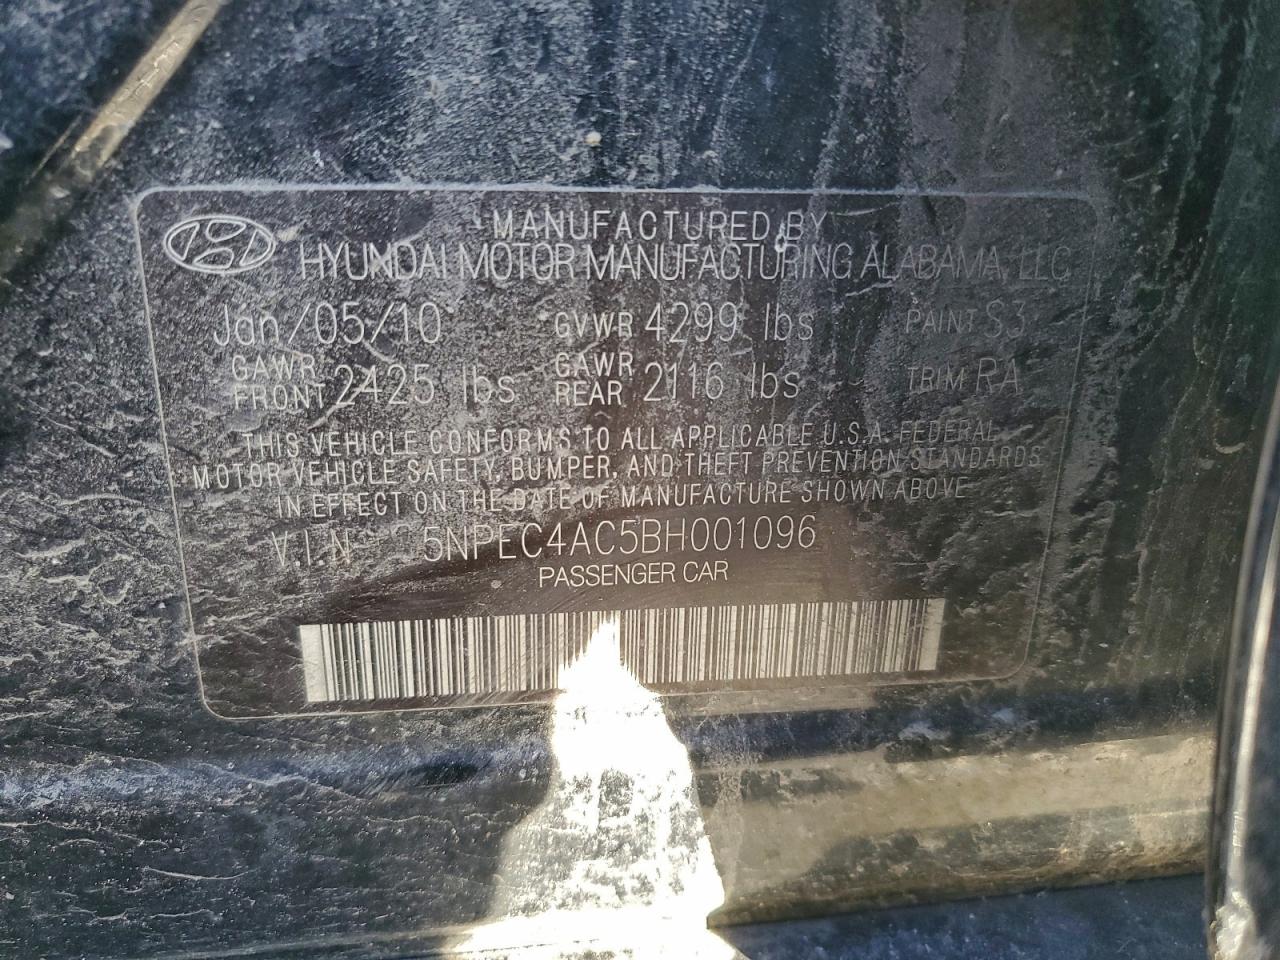 MANUFACTURED BY
HYUNDAI MOTOR MANUFACTURING ALABAMA, LLC
Jan/05/10 GVWR 4299 lbs PAINT S3
GAWR FRONT 2425 lbs GAWR REAR 2116 lbs TRIM RA
THIS VEHICLE CONFORMS TO ALL APPLICABLE U.S.A. FEDERAL
MOTOR VEHICLE SAFETY, BUMPER, AND THEFT PREVENTION STANDARDS
IN EFFECT ON THE DATE OF MANUFACTURE SHOWN ABOVE
V.I.N 5NPEC4AC5BH001096
PASSENGER CAR